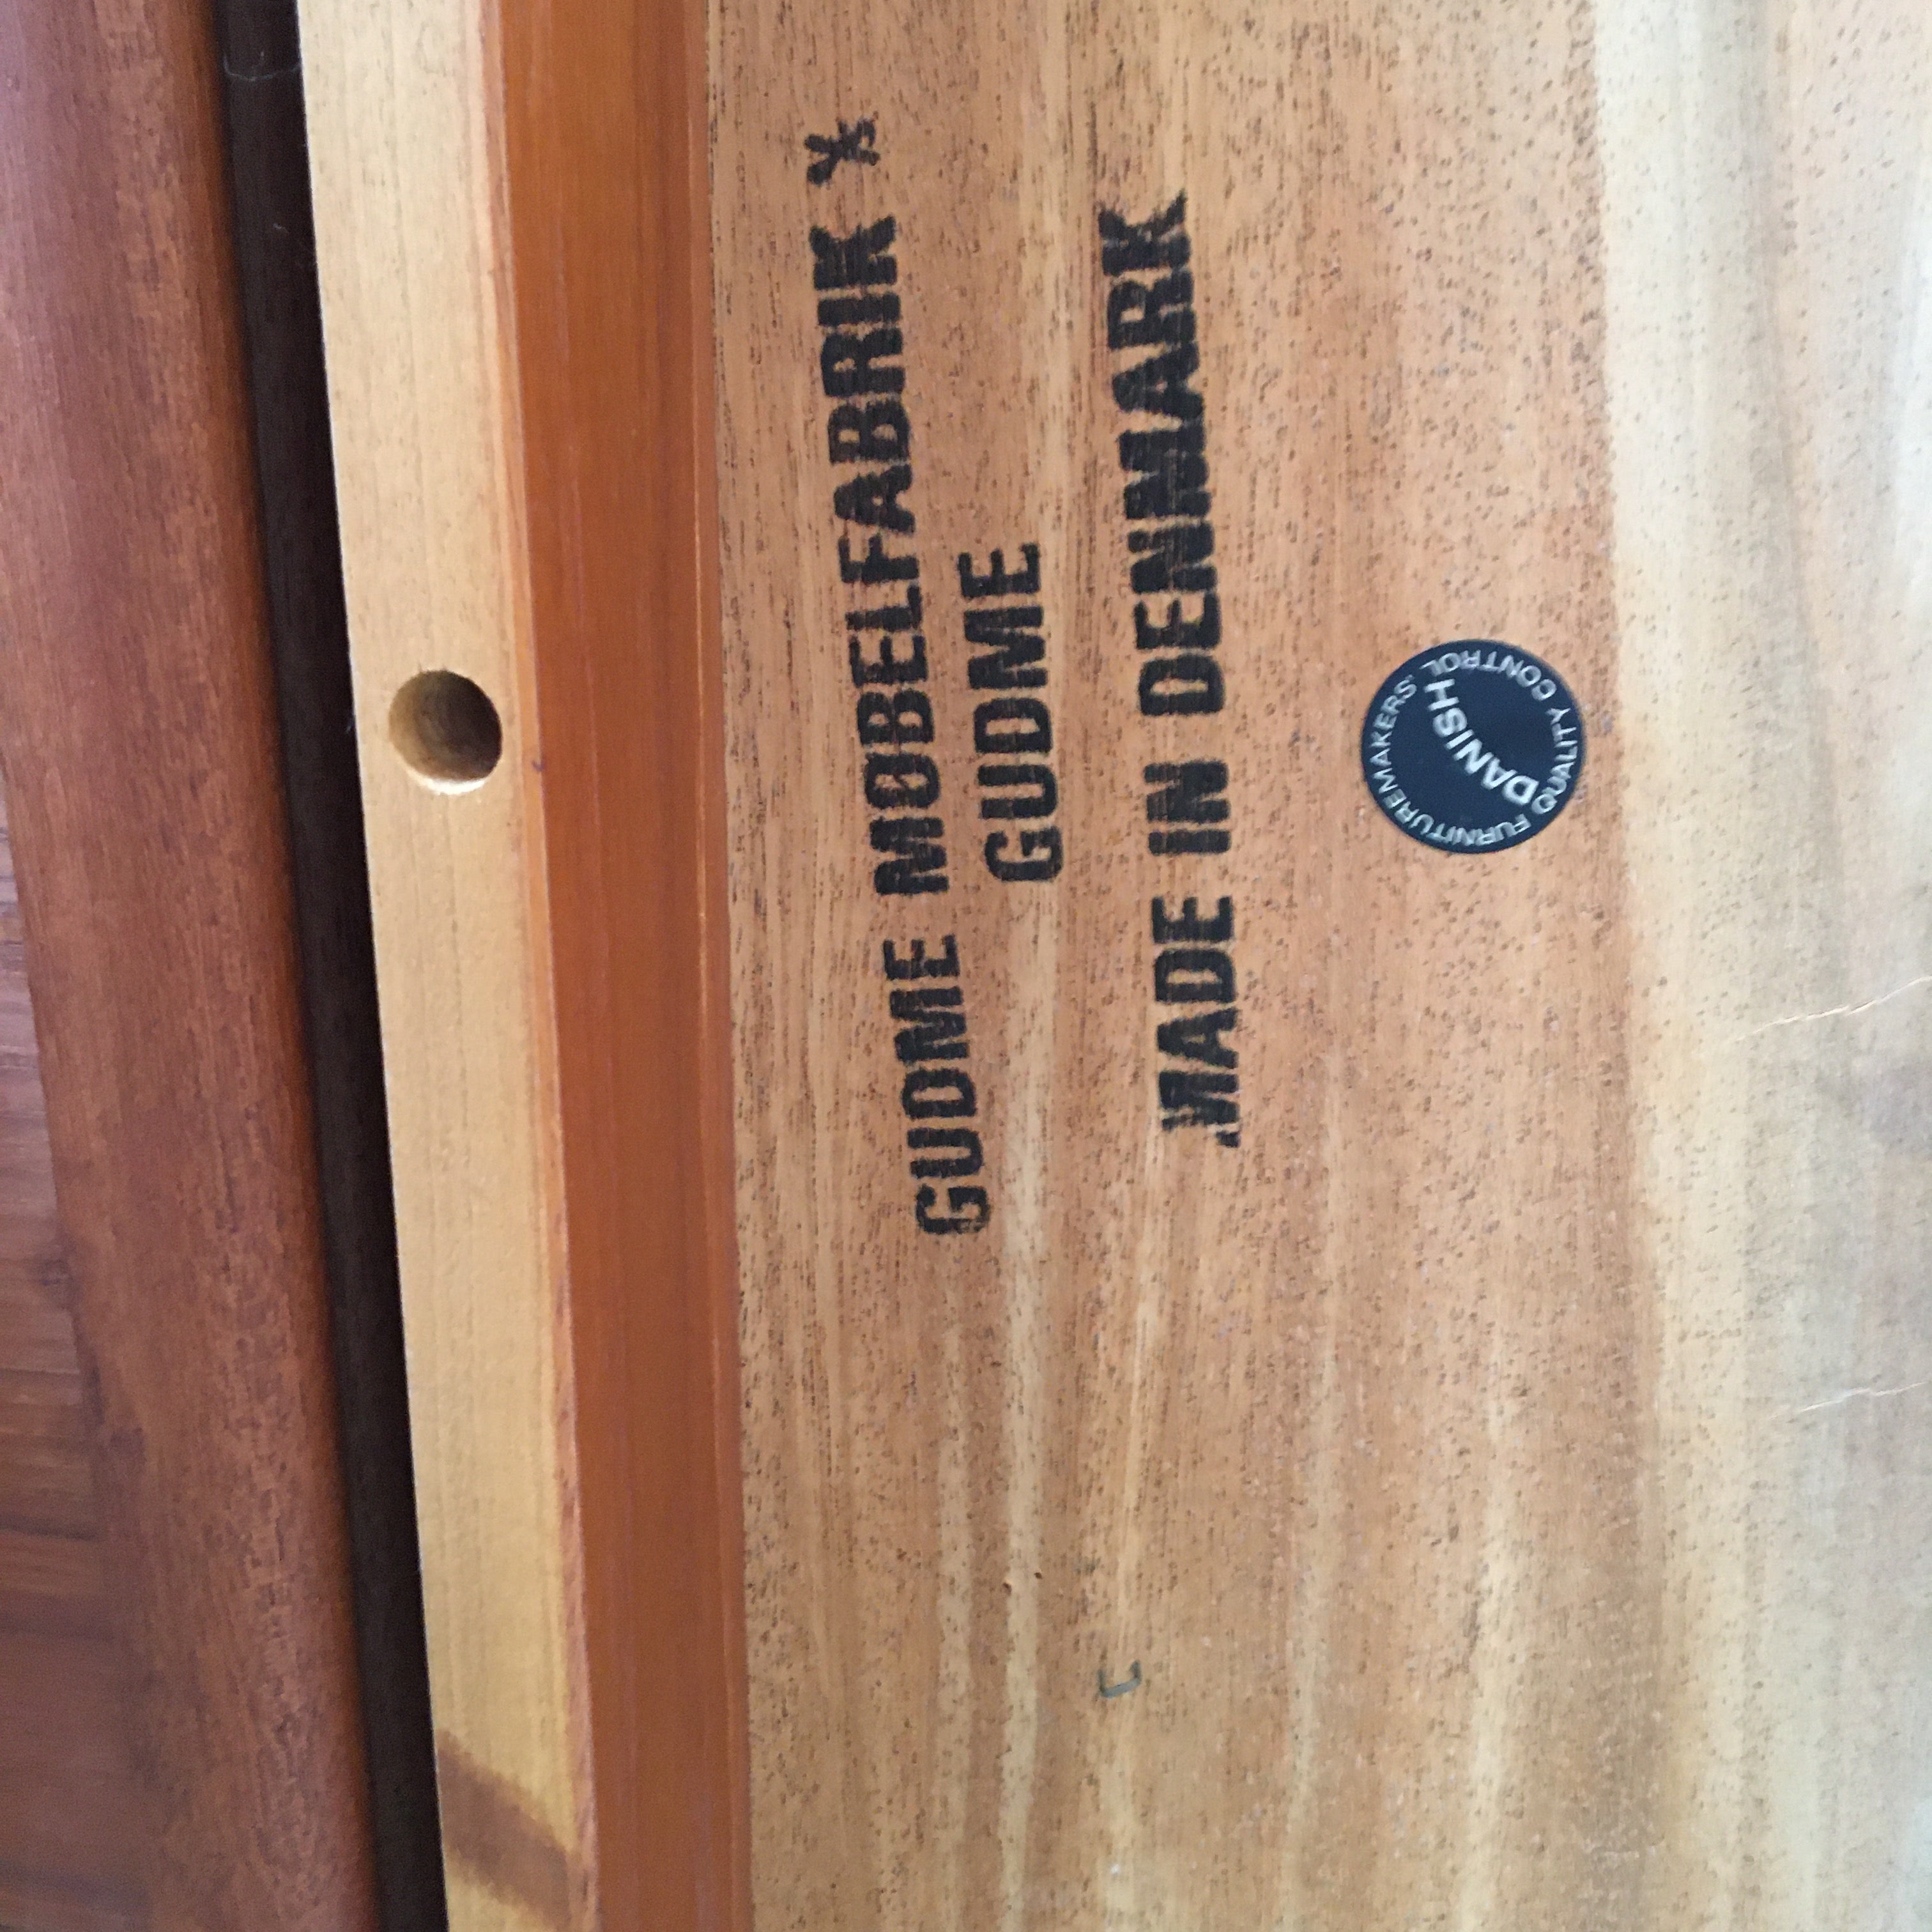 GUDME MØBELFABRIK *
GUDME
MADE IN DENMARK
DANISH
FURNITUREMAKERS'
QUALITY CONTROL